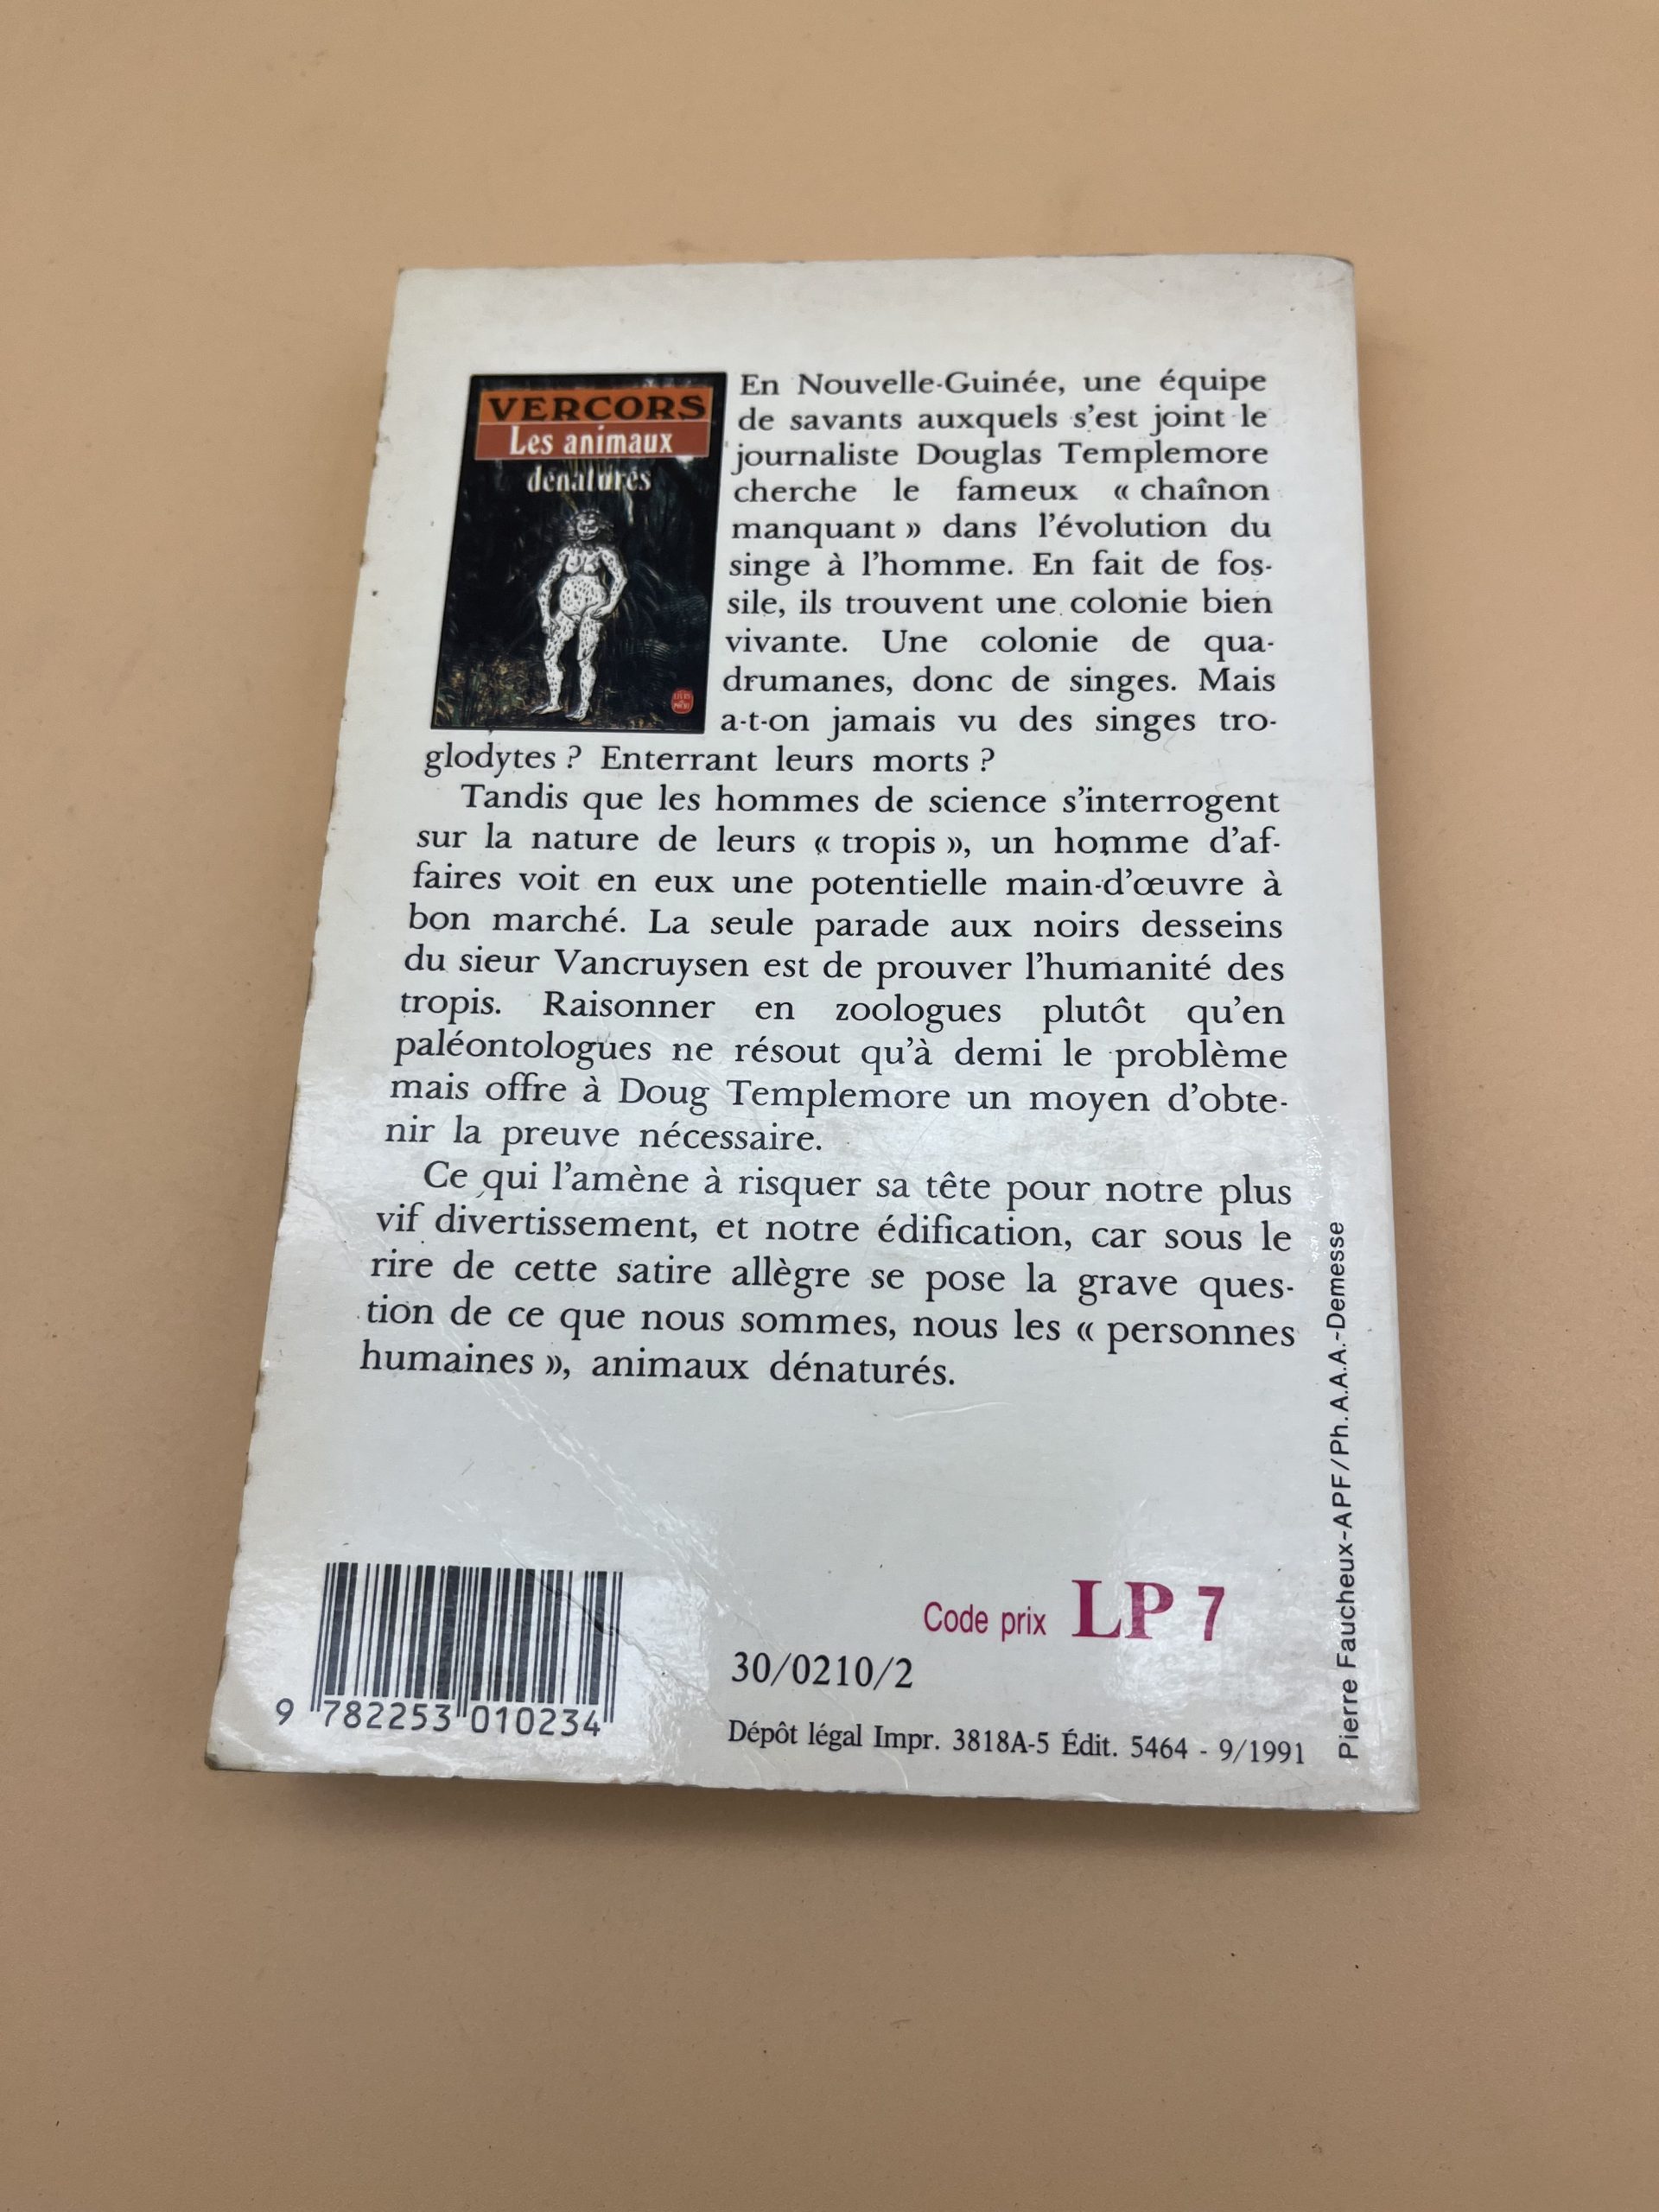 VERCORS
Les animaux
dénaturés
En Nouvelle-Guinée, une équipe
de savants auxquels s'est joint le
journaliste Douglas Templemore
cherche le fameux « chaînon
manquant » dans l'évolution du
singe à l'homme. En fait de fos-
sile, ils trouvent une colonie bien
vivante. Une colonie de qua-
drumanes, donc de singes. Mais
a-t-on jamais vu des singes tro-
glodytes ? Enterrant leurs morts ?
Tandis que les hommes de science s'interrogent
sur la nature de leurs « tropis », un homme d'af-
faires voit en eux une potentielle main-d'œuvre à
bon marché. La seule parade aux noirs desseins
du sieur Vancruysen est de prouver l'humanité des
tropis. Raisonner en zoologues plutôt qu'en
paléontologues ne résout qu'à demi le problème
mais offre à Doug Templemore un moyen d'obte-
nir la preuve nécessaire.
Ce qui l'amène à risquer sa tête pour notre plus
vif divertissement, et notre édification, car sous le
rire de cette satire allègre se pose la grave ques-
tion de ce que nous sommes, nous les « personnes
humaines », animaux dénaturés.
Pierre Faucheux-APF/Ph.A.A.A.-Demesse
Code prix LP 7
30/0210/2
Dépôt légal Impr. 3818A-5 Édit. 5464 - 9/1991
9 782253 010234